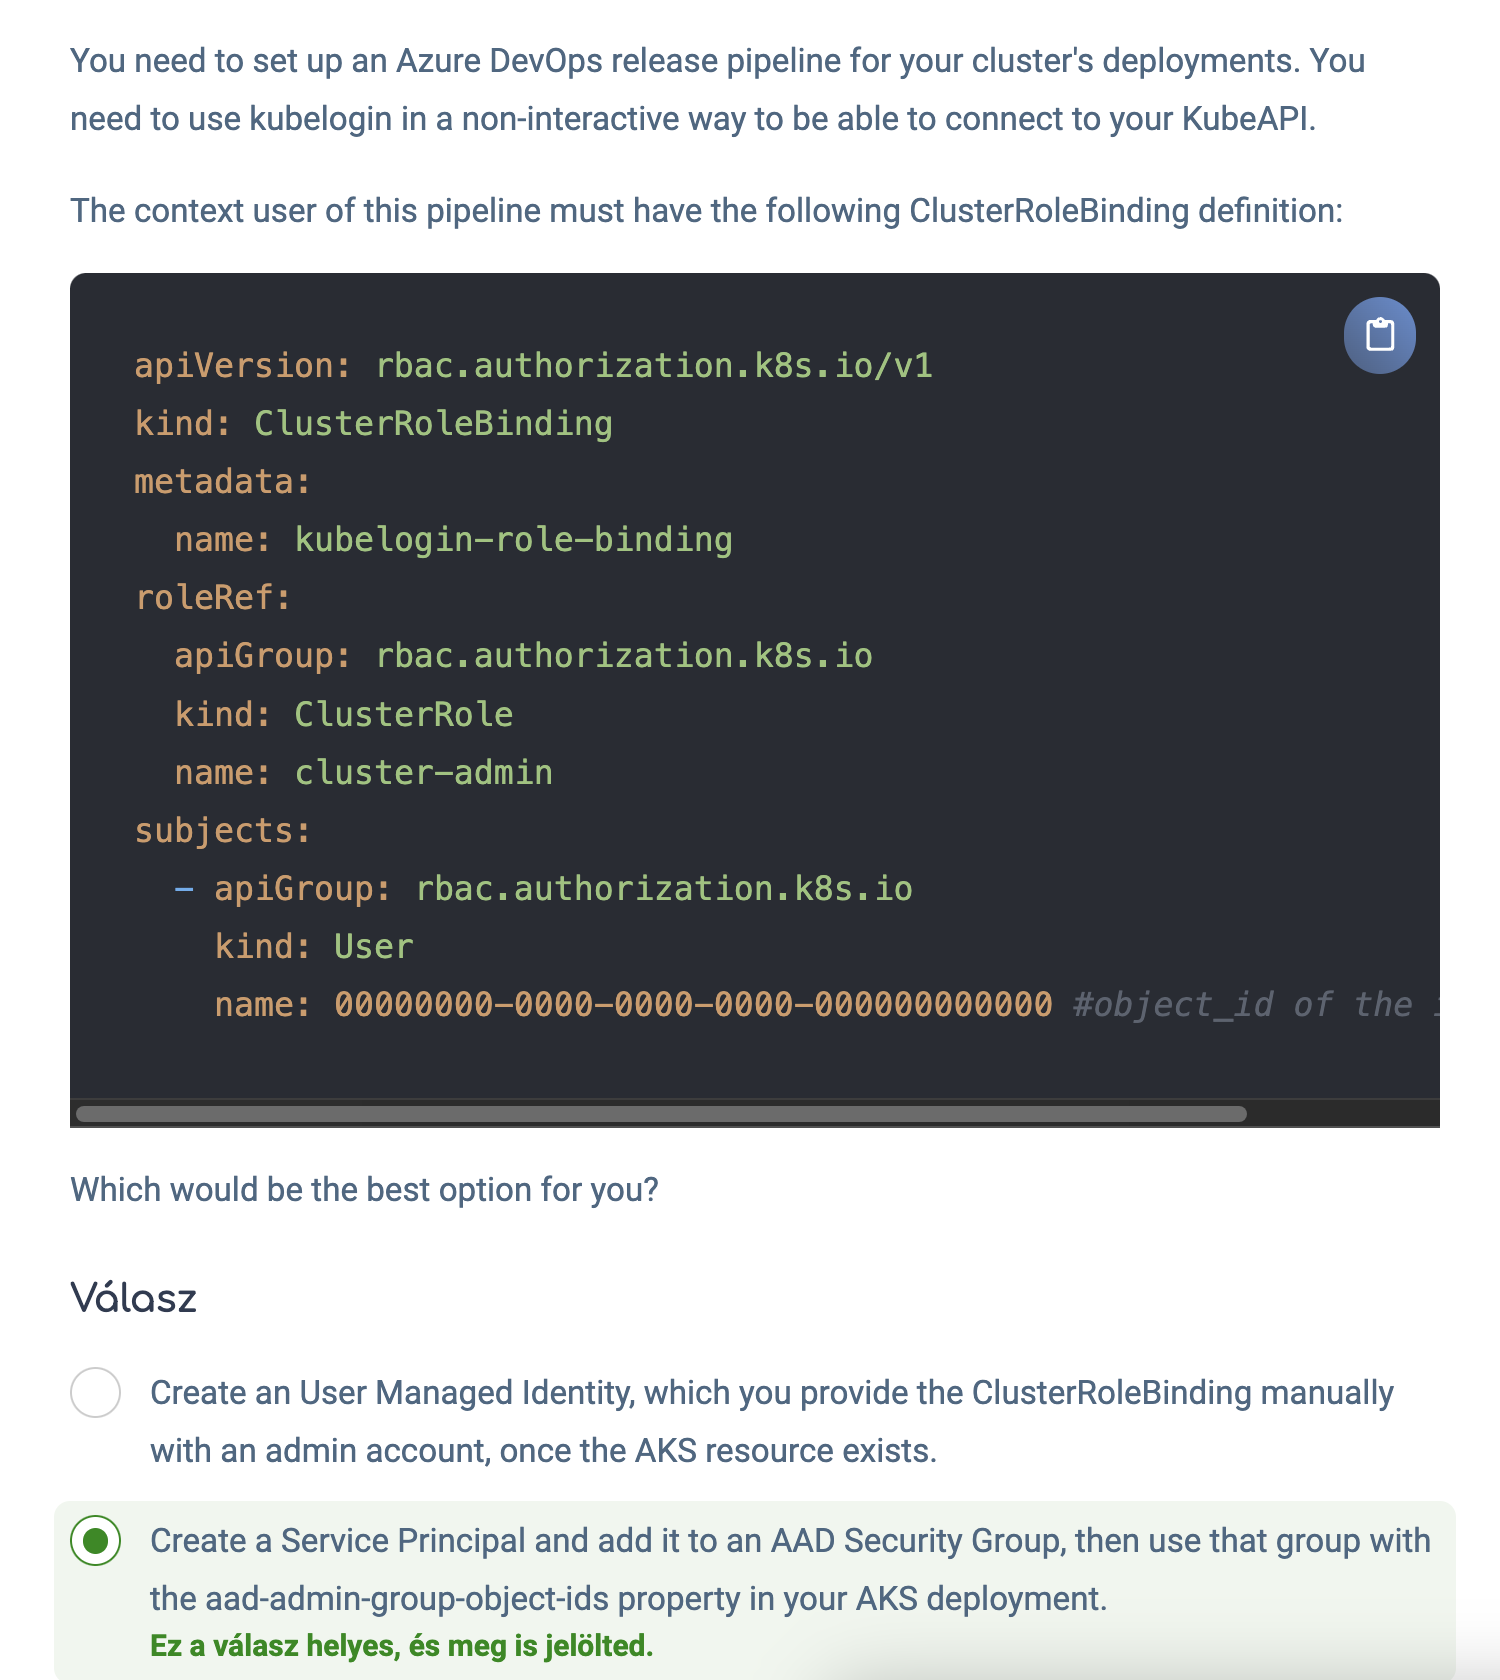 You need to set up an Azure DevOps release pipeline for your cluster's deployments. You
need to use kubelogin in a non-interactive way to be able to connect to your KubeAPI.
The context user of this pipeline must have the following ClusterRoleBinding definition:
apiVersion: rbac.authorization.k8s.io/v1
kind: ClusterRoleBinding
metadata:
  name: kubelogin-role-binding
roleRef:
  apiGroup: rbac.authorization.k8s.io
  kind: ClusterRole
  name: cluster-admin
subjects:
  - apiGroup: rbac.authorization.k8s.io
    kind: User
    name: 00000000-0000-0000-0000-000000000000 #object_id of the
Which would be the best option for you?
Válasz
Create an User Managed Identity, which you provide the ClusterRoleBinding manually
with an admin account, once the AKS resource exists.
Create a Service Principal and add it to an AAD Security Group, then use that group with
the aad-admin-group-object-ids property in your AKS deployment.
Ez a válasz helyes, és meg is jelölted.